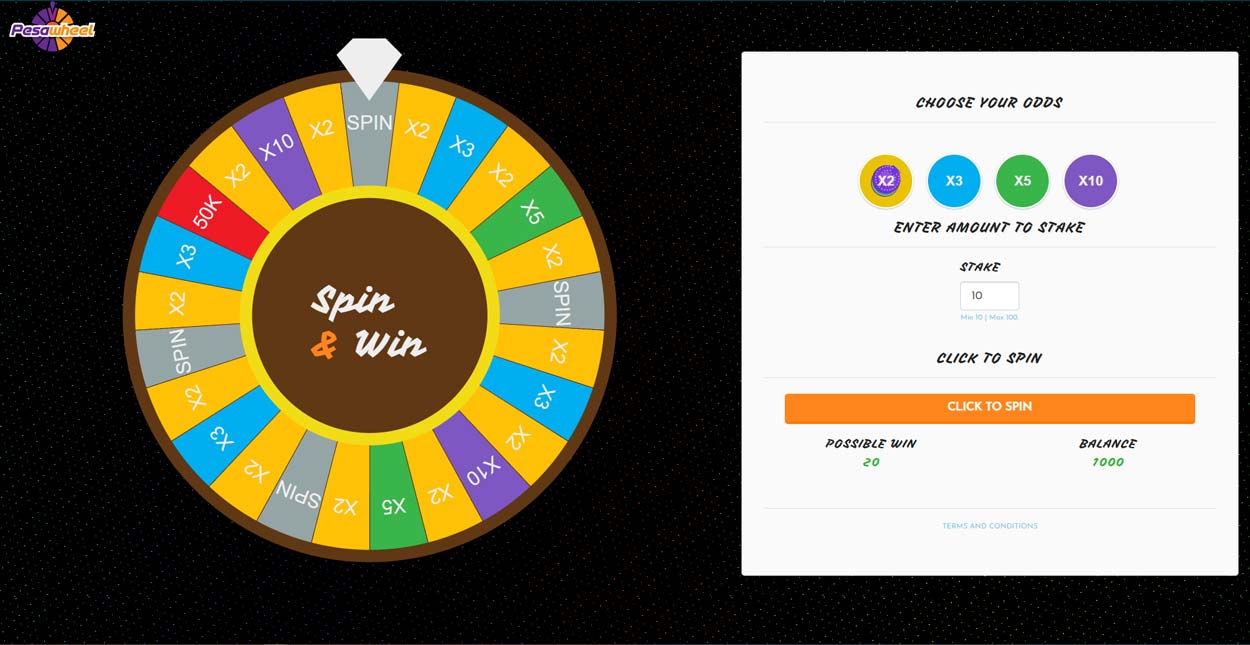 Pesawheel
SPIN
X2
X3
X2
X5
X2
SPIN
X2
X3
X2
X10
X2
X5
X2
SPIN
X2
X3
X2
SPIN
X2
X3
50K
X2
X10
X2
Spin
& Win
CHOOSE YOUR ODDS
X2 X3 X5 X10
ENTER AMOUNT TO STAKE
STAKE
10
Min 10 | Max 100.
CLICK TO SPIN
CLICK TO SPIN
POSSIBLE WIN BALANCE
20 1000
TERMS AND CONDITIONS